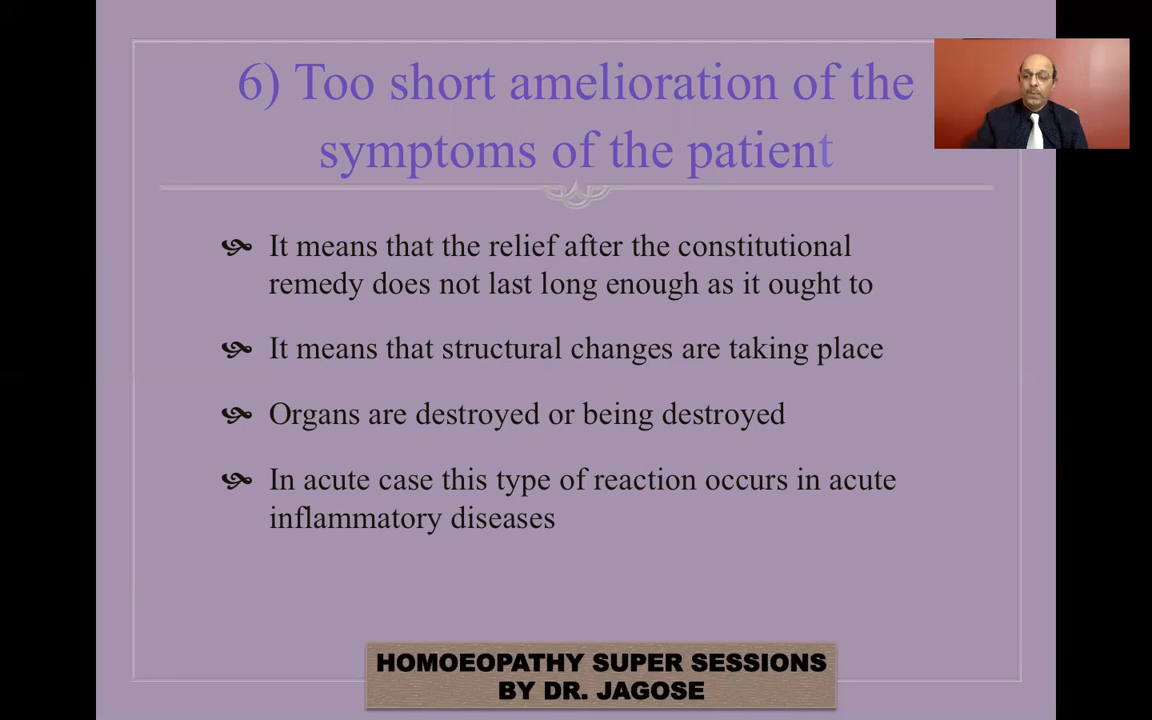 6) Too short amelioration of the
symptoms of the patient
It means that the relief after the constitutional
remedy does not last long enough as it ought to
It means that structural changes are taking place
Organs are destroyed or being destroyed
In acute case this type of reaction occurs in acute
inflammatory diseases
HOMOEOPATHY SUPER SESSIONS
BY DR. JAGOSE